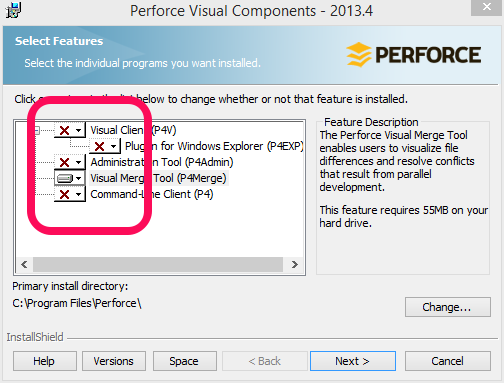 Perforce Visual Components - 2013.4
Select Features
Select the individual programs you want installed.
PERFORCE
Click the list below to change whether or not that feature is installed.
Visual Client (P4V)
Plug-in for Windows Explorer (P4EXP)
Administration Tool (P4Admin)
Visual Merge Tool (P4Merge)
Command-Line Client (P4)
Feature Description
The Perforce Visual Merge Tool
enables users to visualize file
differences and resolve conflicts
that result from parallel
development.
This feature requires 55MB on your
hard drive.
Primary install directory:
C:\Program Files\Perforce\
Change...
InstallShield
Help
Versions
Space
< Back
Next >
Cancel